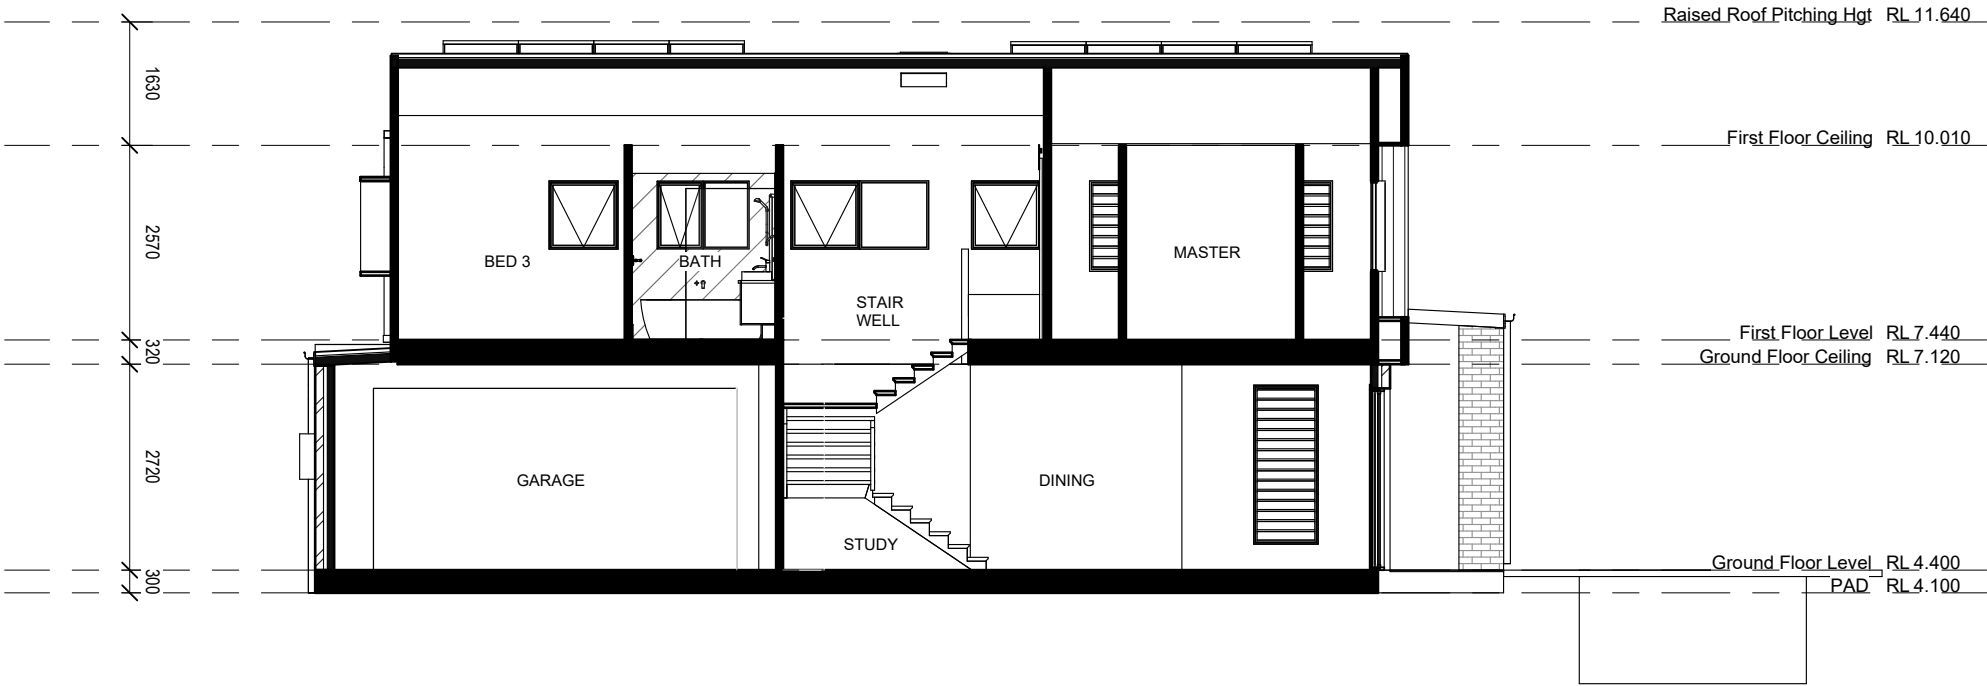 Raised Roof Pitching Hgt RL 11.640
1630
First Floor Ceiling RL 10.010
2570
BED 3
BATH
MASTER
STAIR
WELL
First Floor Level RL 7.440
320
Ground Floor Ceiling RL 7.120
2720
GARAGE
DINING
STUDY
Ground Floor Level RL 4.400
300
PAD RL 4.100